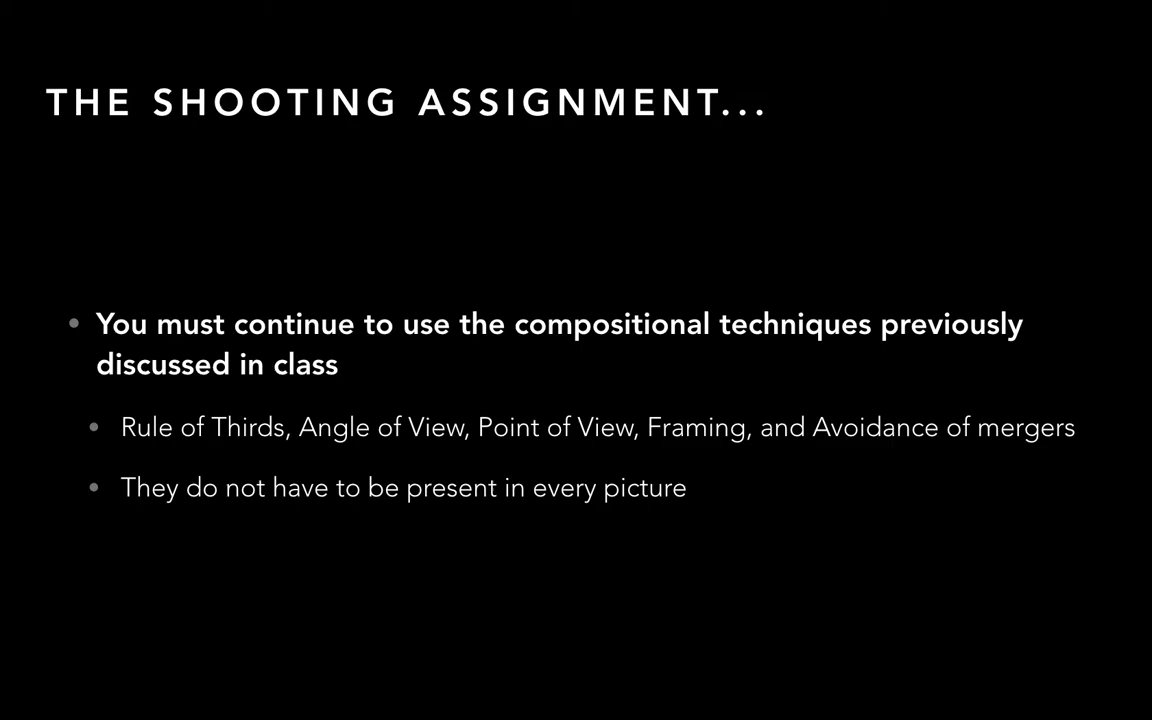 THE SHOOTING ASSIGNMENT...
• You must continue to use the compositional techniques previously
discussed in class
• Rule of Thirds, Angle of View, Point of View, Framing, and Avoidance of mergers
• They do not have to be present in every picture